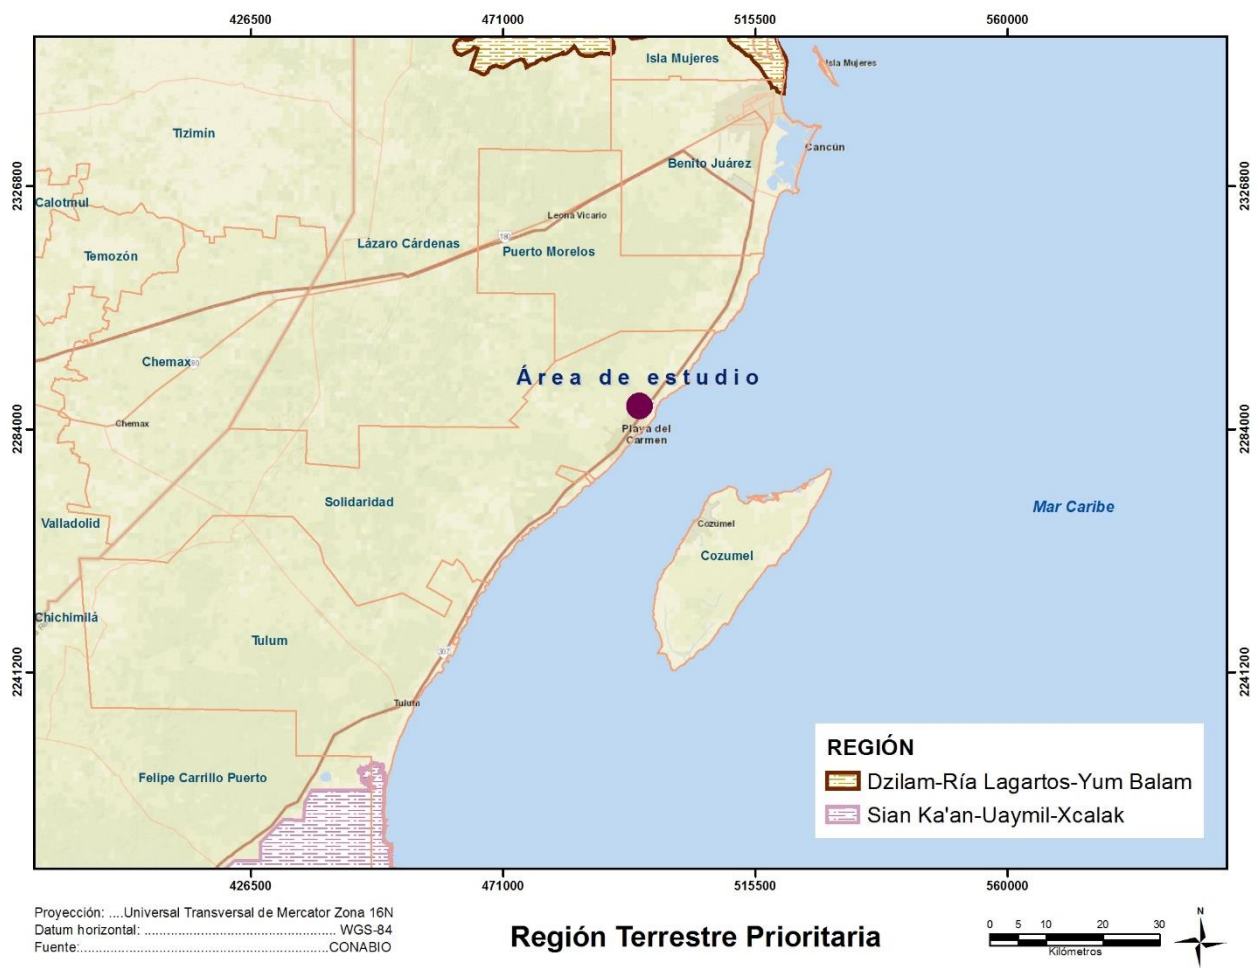 426500 471000 515500 560000
Isla Mujeres
Isla Mujeres
Tizimín
Cancún
Benito Juárez
2326800 2326800
Calotmul
Leona Vicario
180
Lázaro Cárdenas
Puerto Morelos
Temozón
Chemax
Área de estudio
Chemax
Playa del
Carmen
2284000 2284000
Solidaridad
Mar Caribe
Valladolid
Cozumel
Cozumel
Chichimilá
Tulum
307
2241200 2241200
Tulum
REGIÓN
Felipe Carrillo Puerto
Dzilam-Ría Lagartos-Yum Balam
Sian Ka'an-Uaymil-Xcalak
426500 471000 515500 560000
Proyección: ....Universal Transversal de Mercator Zona 16N
Datum horizontal: ........................................ WGS-84
Fuente:.....................................................CONABIO
Región Terrestre Prioritaria
0 5 10 20 30
Kilómetros
N